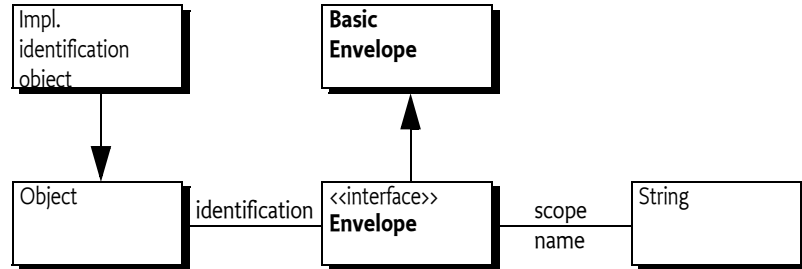 Impl.
identification
object
Basic
Envelope
Object
identification
<<interface>>
Envelope
scope
name
String